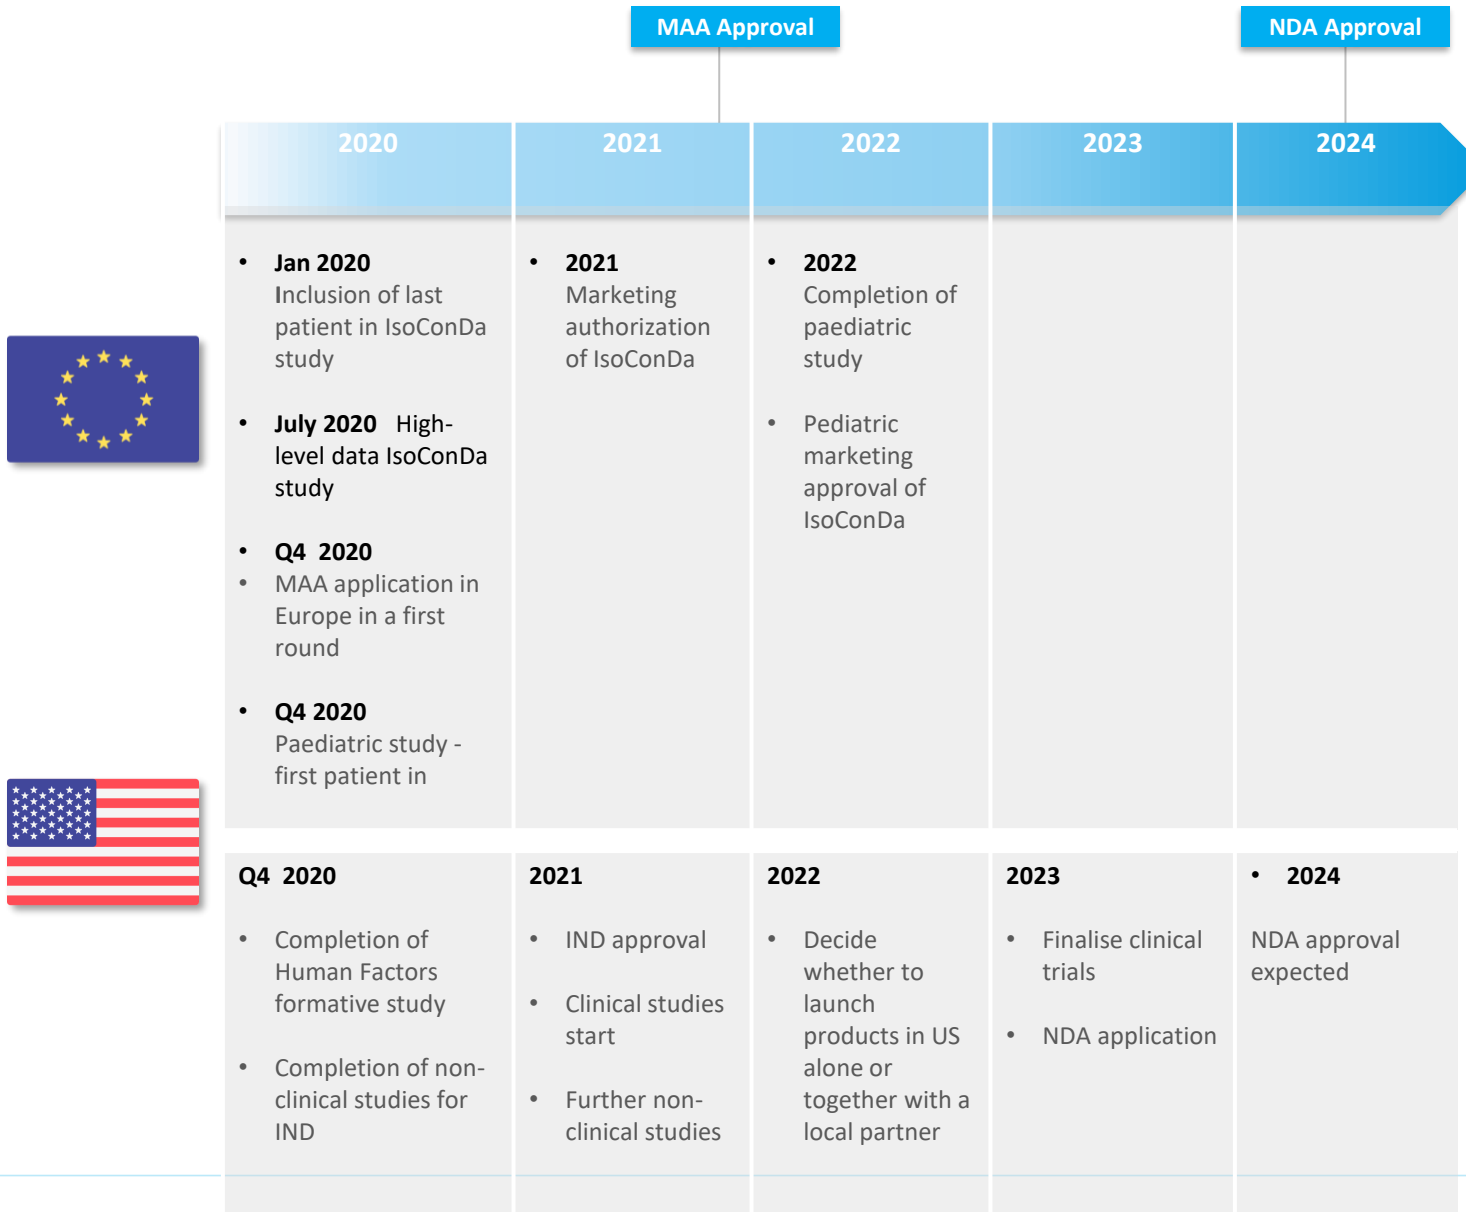 MAA Approval
NDA Approval
2020
2021
2022
2023
2024
• Jan 2020
Inclusion of last
patient in IsoConDa
study
• July 2020 High-
level data IsoConDa
study
• Q4 2020
• MAA application in
Europe in a first
round
• Q4 2020
Paediatric study -
first patient in
• 2021
Marketing
authorization
of IsoConDa
• 2022
Completion of
paediatric
study
• Pediatric
marketing
approval of
IsoConDa
Q4 2020
• Completion of
Human Factors
formative study
• Completion of non-
clinical studies for
IND
2021
• IND approval
• Clinical studies
start
• Further non-
clinical studies
2022
• Decide
whether to
launch
products in US
alone or
together with a
local partner
2023
• Finalise clinical
trials
• NDA application
• 2024
NDA approval
expected